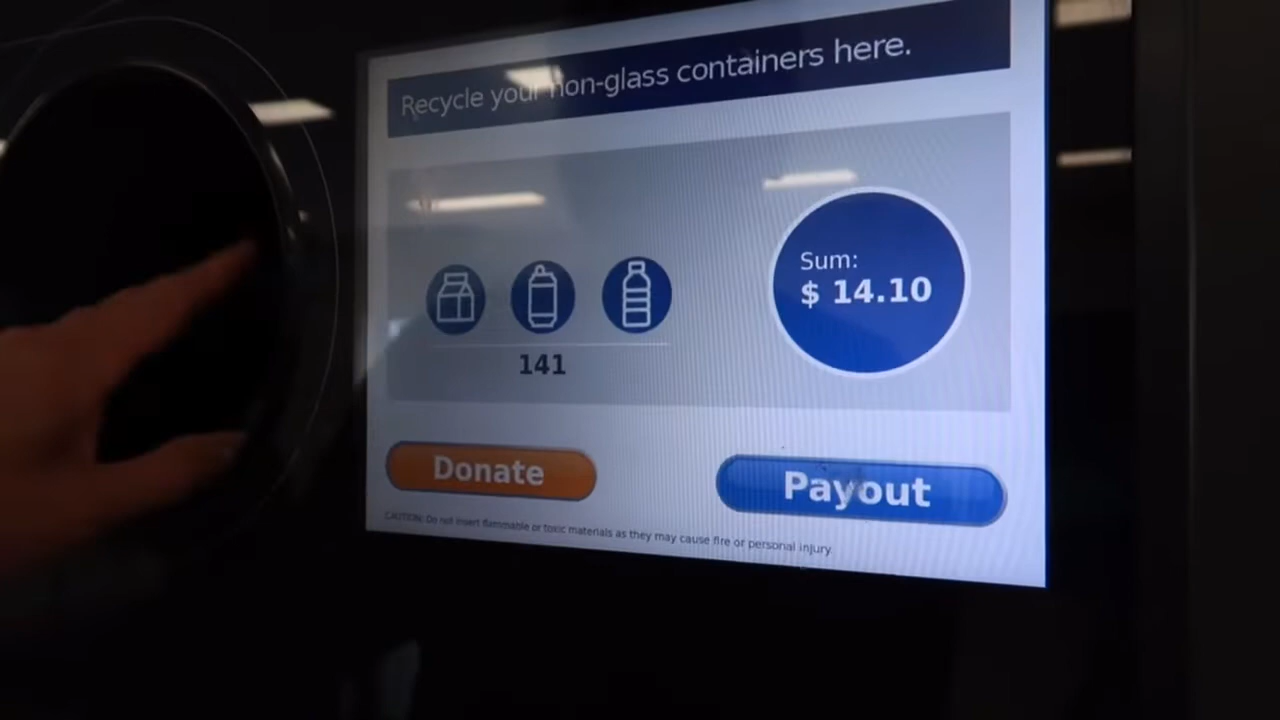 Recycle your non-glass containers here.
Sum:
$ 14.10
141
Donate
Payout
CAUTION: Do not insert flammable or toxic materials as they may cause fire or personal injury.